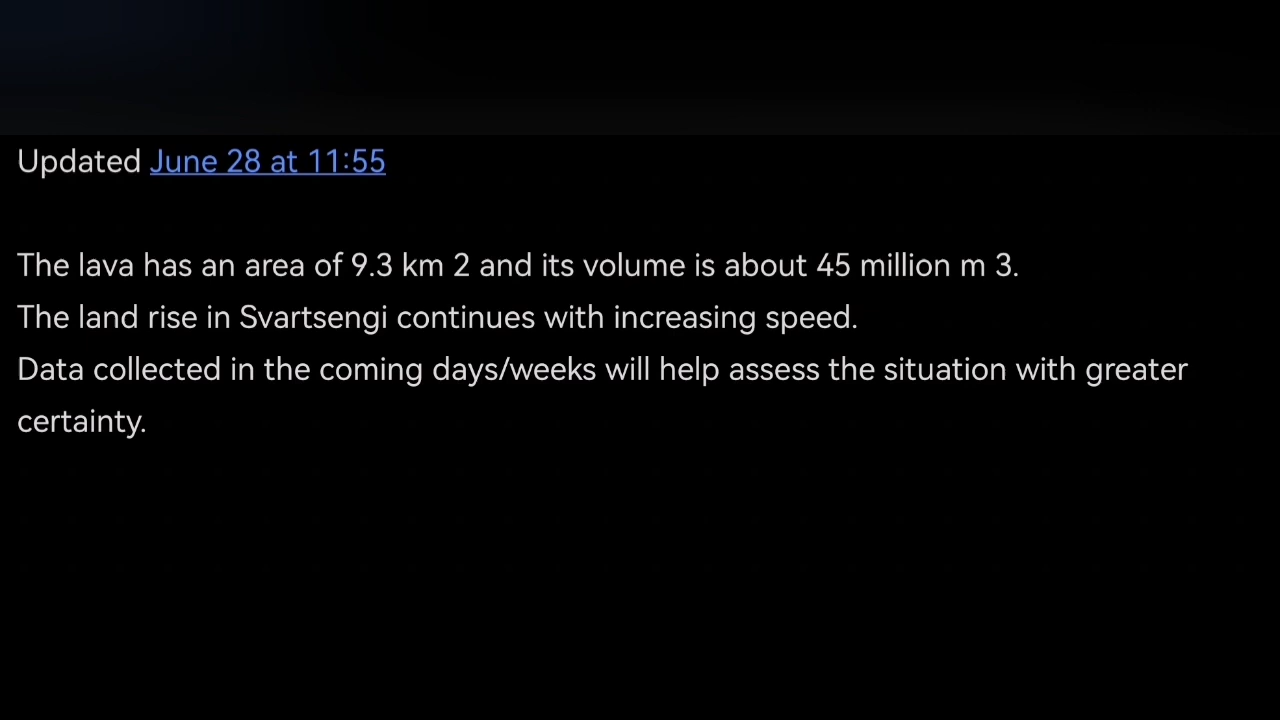 Updated June 28 at 11:55
The lava has an area of 9.3 km 2 and its volume is about 45 million m 3.
The land rise in Svartsengi continues with increasing speed.
Data collected in the coming days/weeks will help assess the situation with greater
certainty.